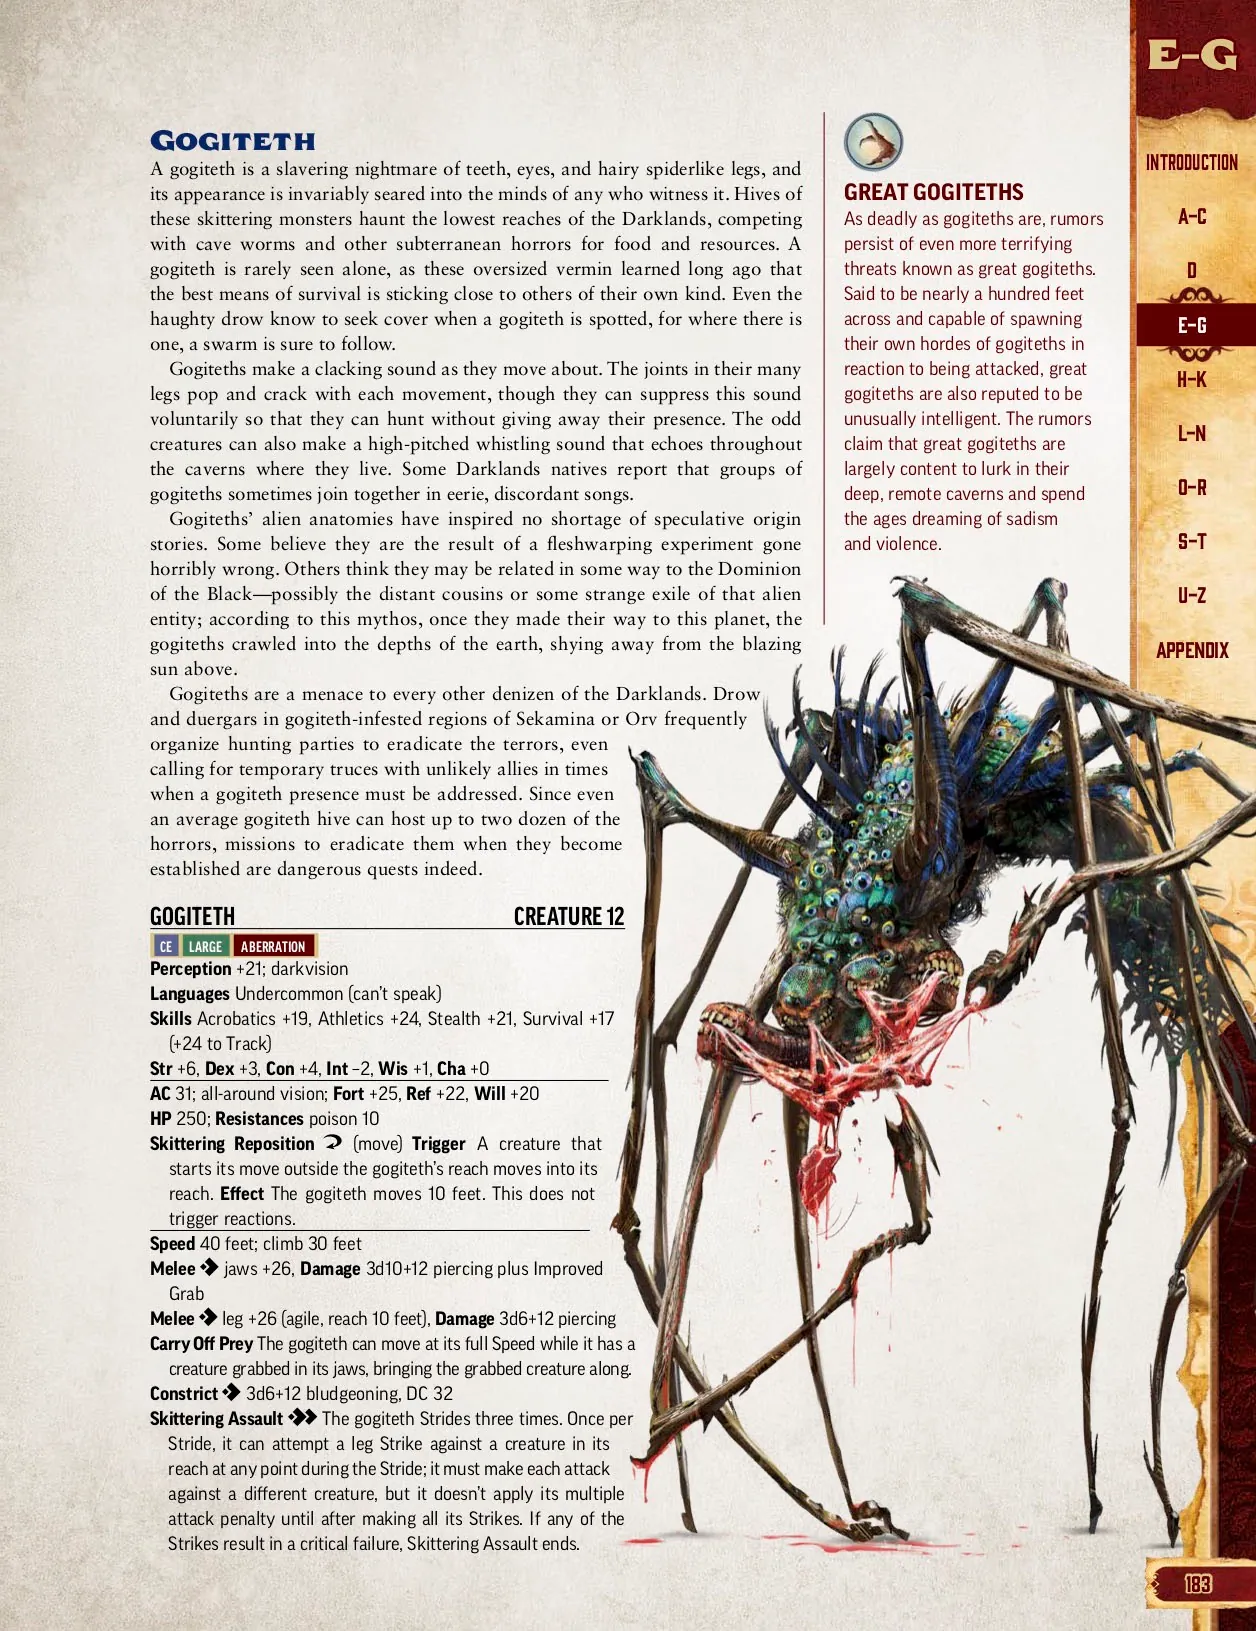 GOGITETH
A gogiteth is a slavering nightmare of teeth, eyes, and hairy spiderlike legs, and
its appearance is invariably seared into the minds of any who witness it. Hives of
these skittering monsters haunt the lowest reaches of the Darklands, competing
with cave worms and other subterranean horrors for food and resources. A
gogiteth is rarely seen alone, as these oversized vermin learned long ago that
the best means of survival is sticking close to others of their own kind. Even the
haughty drow know to seek cover when a gogiteth is spotted, for where there is
one, a swarm is sure to follow.
Gogiteths make a clacking sound as they move about. The joints in their many
legs pop and crack with each movement, though they can suppress this sound
voluntarily so that they can hunt without giving away their presence. The odd
creatures can also make a high-pitched whistling sound that echoes throughout
the caverns where they live. Some Darklands natives report that groups of
gogiteths sometimes join together in eerie, discordant songs.
Gogiteths’ alien anatomies have inspired no shortage of speculative origin
stories. Some believe they are the result of a fleshwarping experiment gone
horribly wrong. Others think they may be related in some way to the Dominion
of the Black—possibly the distant cousins or some strange exile of that alien
entity; according to this mythos, once they made their way to this planet, the
gogiteths crawled into the depths of the earth, shying away from the blazing
sun above.
Gogiteths are a menace to every other denizen of the Darklands. Drow
and duergars in gogiteth-infested regions of Sekamina or Orv frequently
organize hunting parties to eradicate the terrors, even
calling for temporary truces with unlikely allies in times
when a gogiteth presence must be addressed. Since even
an average gogiteth hive can host up to two dozen of the
horrors, missions to eradicate them when they become
established are dangerous quests indeed.
GOGITETH CREATURE 12
CE LARGE ABERRATION
Perception +21; darkvision
Languages Undercommon (can’t speak)
Skills Acrobatics +19, Athletics +24, Stealth +21, Survival +17
(+24 to Track)
Str +6, Dex +3, Con +4, Int –2, Wis +1, Cha +0
AC 31; all-around vision; Fort +25, Ref +22, Will +20
HP 250; Resistances poison 10
Skittering Reposition (move) Trigger A creature that
starts its move outside the gogiteth’s reach moves into its
reach. Effect The gogiteth moves 10 feet. This does not
trigger reactions.
Speed 40 feet; climb 30 feet
Melee jaws +26, Damage 3d10+12 piercing plus Improved
Grab
Melee leg +26 (agile, reach 10 feet), Damage 3d6+12 piercing
Carry Off Prey The gogiteth can move at its full Speed while it has a
creature grabbed in its jaws, bringing the grabbed creature along.
Constrict 3d6+12 bludgeoning, DC 32
Skittering Assault The gogiteth Strides three times. Once per
Stride, it can attempt a leg Strike against a creature in its
reach at any point during the Stride; it must make each attack
against a different creature, but it doesn’t apply its multiple
attack penalty until after making all its Strikes. If any of the
Strikes result in a critical failure, Skittering Assault ends.
GREAT GOGITETHS
As deadly as gogiteths are, rumors
persist of even more terrifying
threats known as great gogiteths.
Said to be nearly a hundred feet
across and capable of spawning
their own hordes of gogiteths in
reaction to being attacked, great
gogiteths are also reputed to be
unusually intelligent. The rumors
claim that great gogiteths are
largely content to lurk in their
deep, remote caverns and spend
the ages dreaming of sadism
and violence.
E–G
INTRODUCTION
A–C
D
E–G
H–K
L–N
O–R
S–T
U–Z
APPENDIX
183